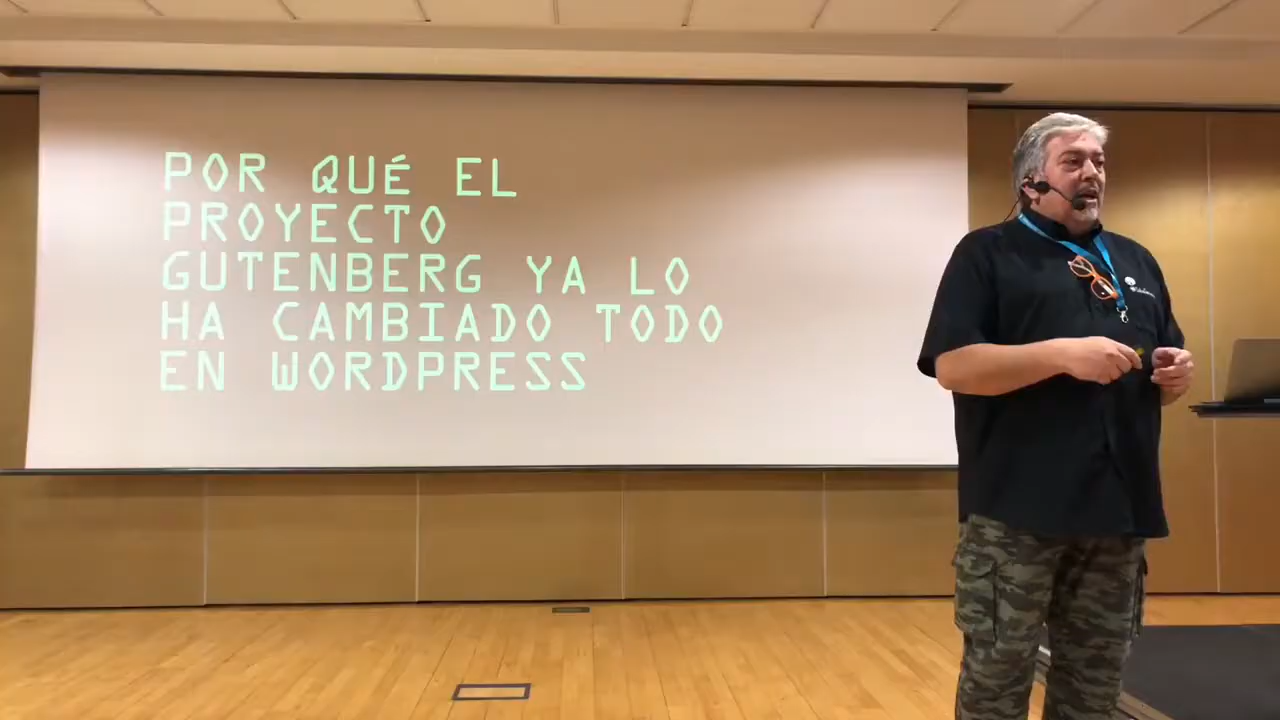 POR QUÉ EL
PROYECTO
GUTENBERG YA LO
HA CAMBIADO TODO
EN WORDPRESS